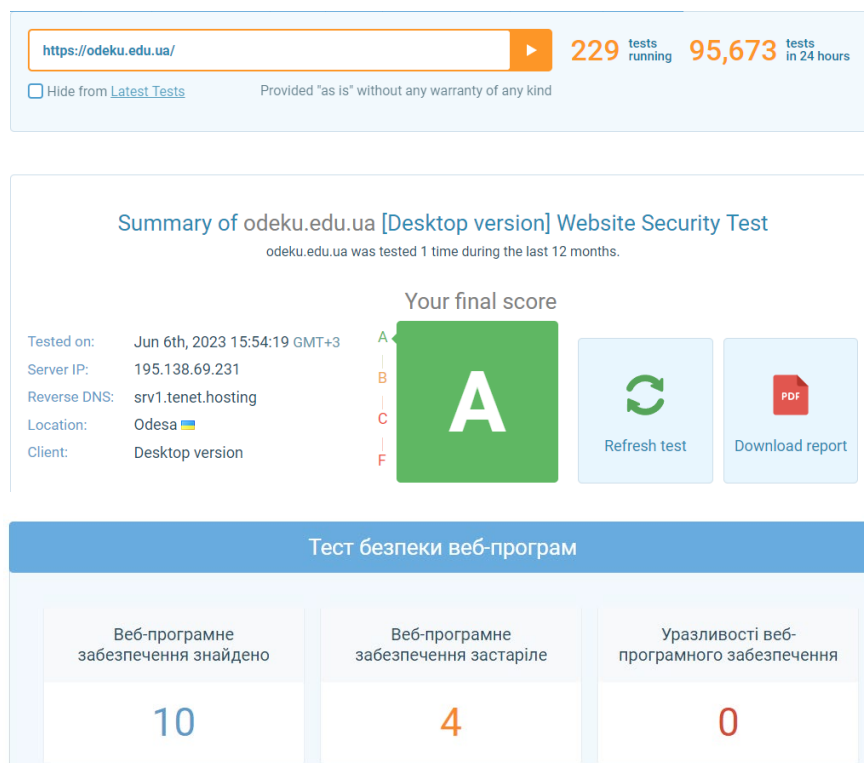 https://odeku.edu.ua/
229 tests running
95,673 tests in 24 hours
Hide from Latest Tests
Provided "as is" without any warranty of any kind
Summary of odeku.edu.ua [Desktop version] Website Security Test
odeku.edu.ua was tested 1 time during the last 12 months.
Your final score
Tested on: Jun 6th, 2023 15:54:19 GMT+3
Server IP: 195.138.69.231
Reverse DNS: srv1.tenet.hosting
Location: Odesa
Client: Desktop version
A
B
C
F
A
Refresh test
PDF
Download report
Тест безпеки веб-програм
Веб-програмне
забезпечення знайдено
10
Веб-програмне
забезпечення застаріле
4
Уразливості веб-
програмного забезпечення
0